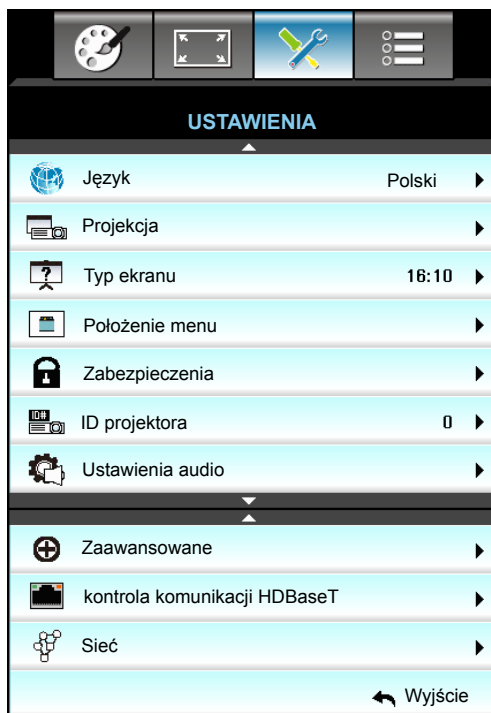 USTAWIENIA
Język Polski
Projekcja
?
Typ ekranu 16:10
Położenie menu
Zabezpieczenia
ID#
ID projektora 0
Ustawienia audio
Zaawansowane
kontrola komunikacji HDBaseT
Sieć
Wyjście